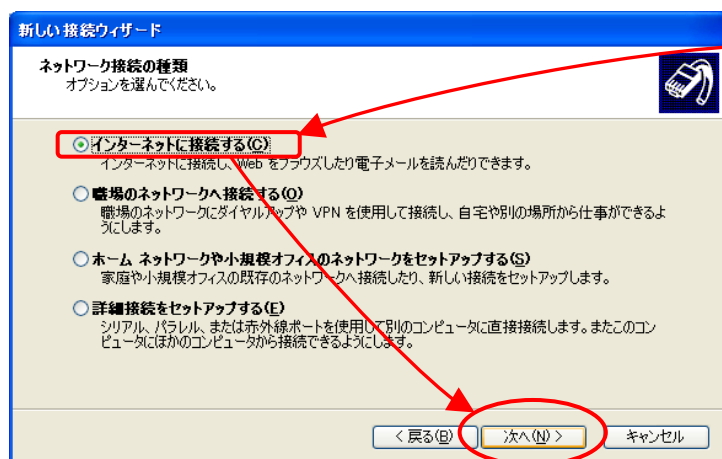 新しい接続ウィザード
ネットワーク接続の種類
オプションを選んでください。
インターネットに接続する(C)
インターネットに接続し、Web をブラウズしたり電子メールを読んだりできます。
職場のネットワークへ接続する(O)
職場のネットワークにダイヤルアップや VPN を使用して接続し、自宅や別の場所から仕事ができるよ
うにします。
ホーム ネットワークや小規模オフィスのネットワークをセットアップする(S)
家庭や小規模オフィスの既存のネットワークへ接続したり、新しい接続をセットアップします。
詳細接続をセットアップする(E)
シリアル、パラレル、または赤外線ポートを使用して別のコンピュータに直接接続します。またこのコン
ピュータにほかのコンピュータから接続できるようにします。
< 戻る(B) 次へ(N) > キャンセル